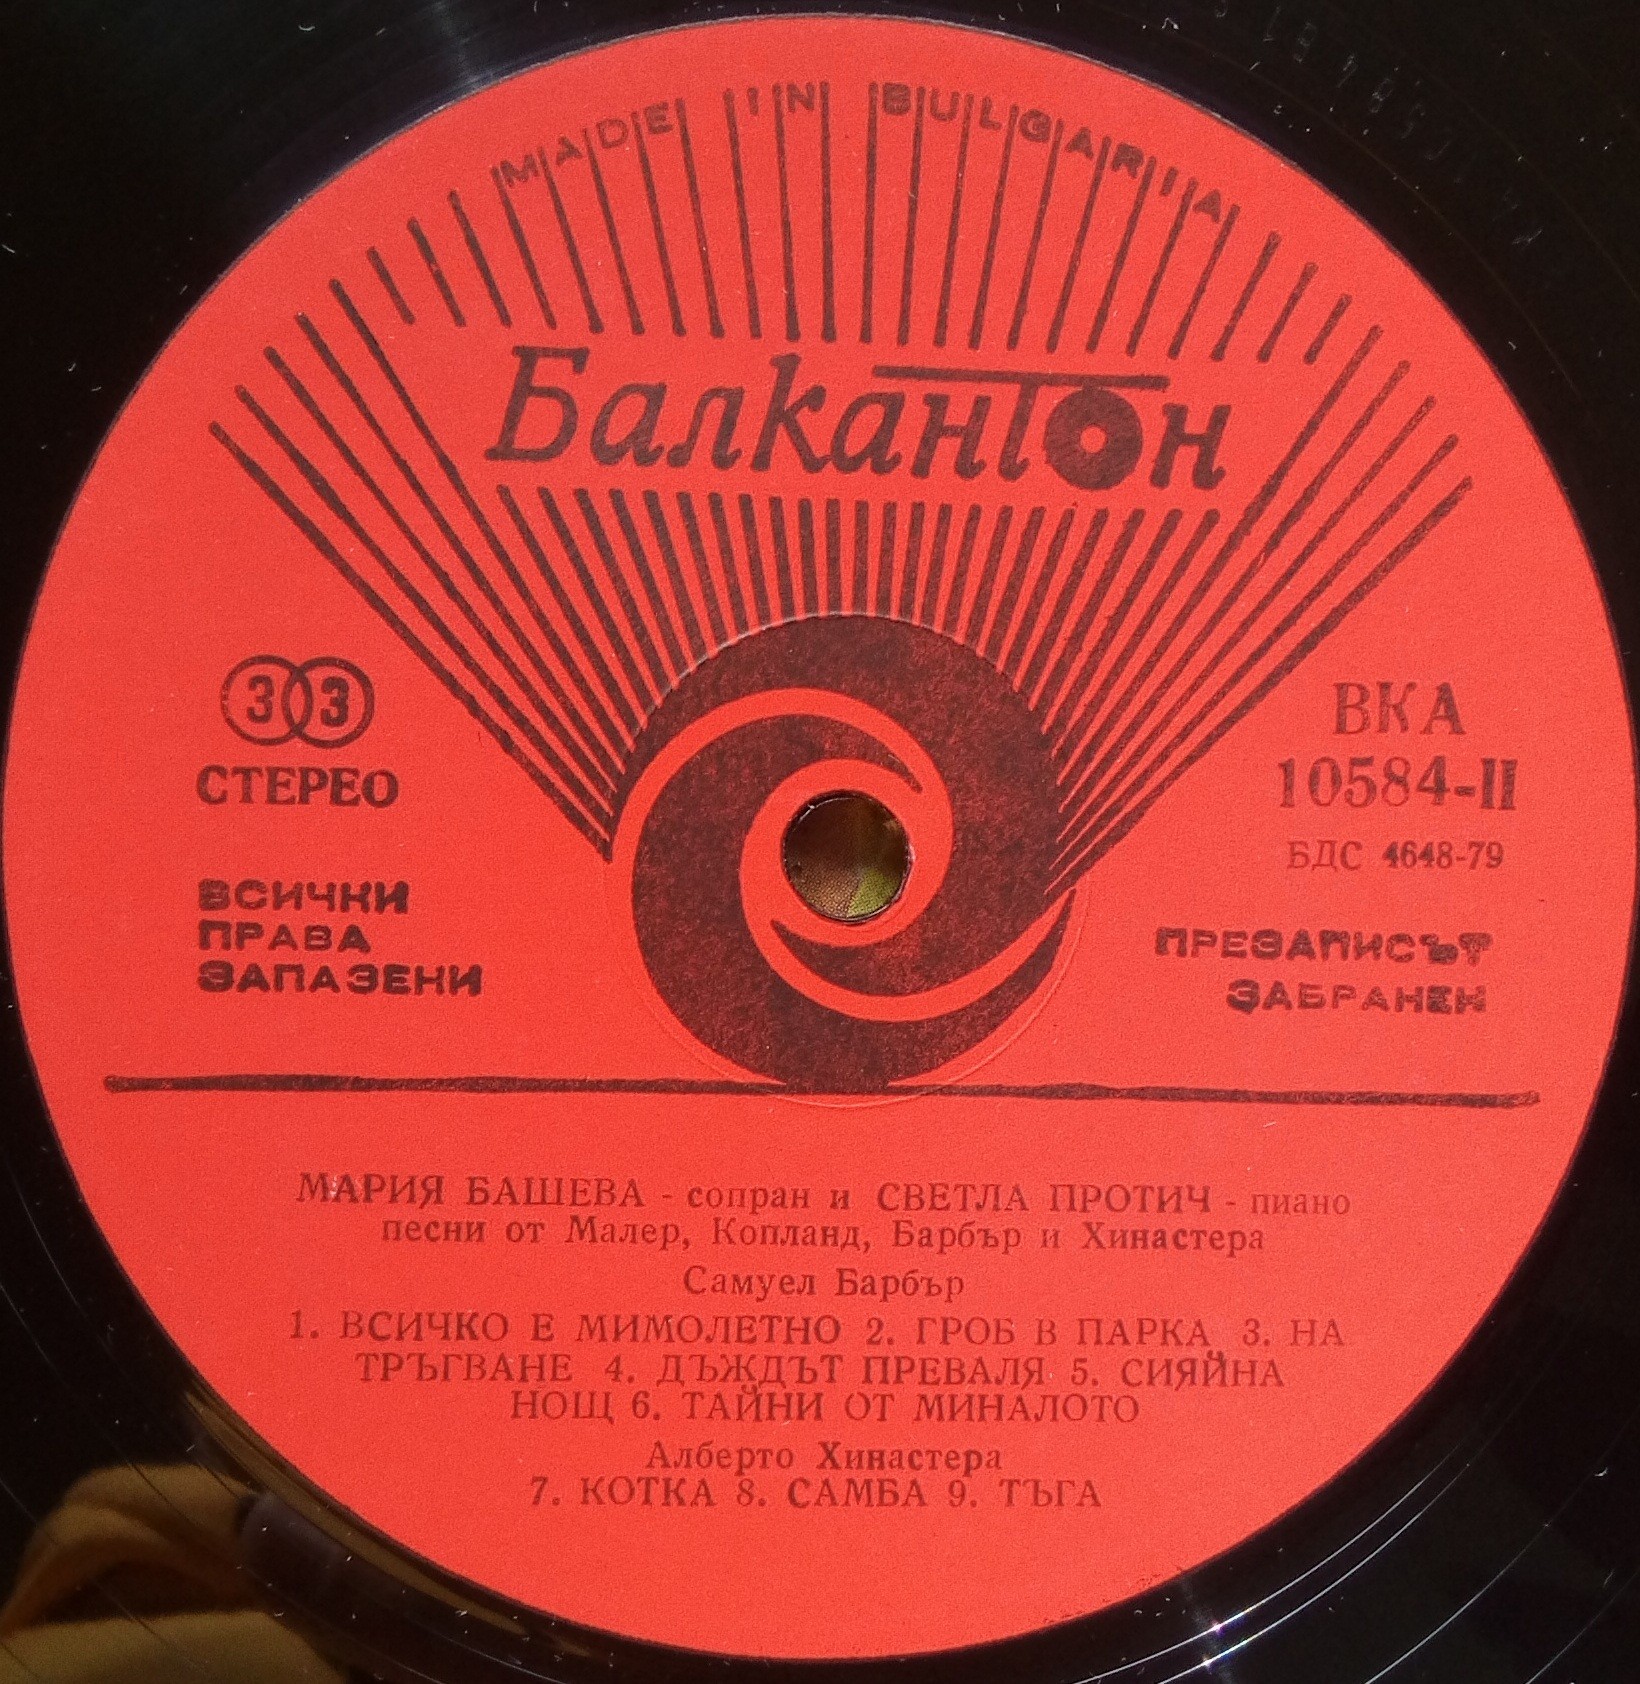 MADE IN BULGARIA
Балкантон
33
СТЕРЕО
ВСИЧКИ
ПРАВА
ЗАПАЗЕНИ
ВКА
10584-II
БДС 4648-79
ПРЕЗАПИСЪТ
ЗАБРАНЕН
МАРИЯ БАШЕВА - сопран и СВЕТЛА ПРОТИЧ - пиано
песни от Малер, Копланд, Барбър и Хинастера
Самуел Барбър
1. ВСИЧКО Е МИМОЛЕТНО 2. ГРОБ В ПАРКА 3. НА
ТРЪГВАНЕ 4. ДЪЖДЪТ ПРЕВАЛЯ 5. СИЯЙНА
НОЩ 6. ТАЙНИ ОТ МИНАЛОТО
Алберто Хинастера
7. КОТКА 8. САМБА 9. ТЪГА